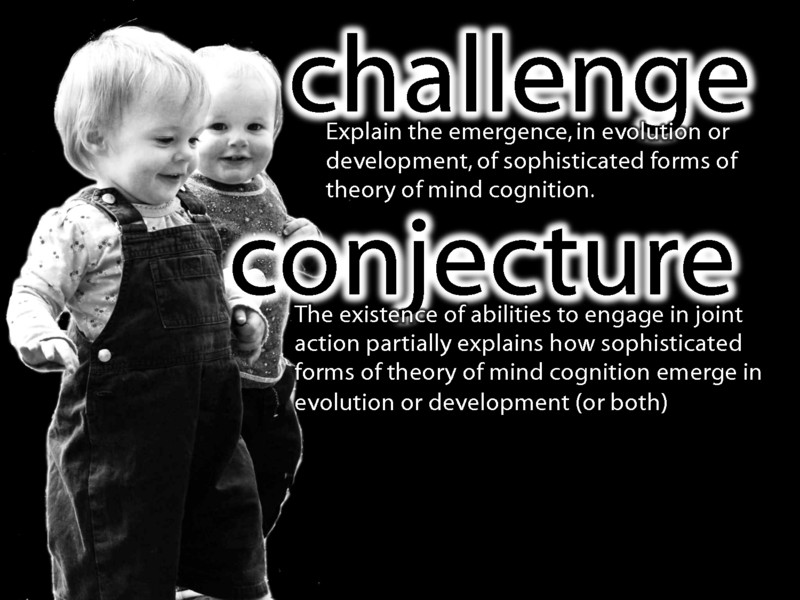 challenge
Explain the emergence, in evolution or
development, of sophisticated forms of
theory of mind cognition.
conjecture
The existence of abilities to engage in joint
action partially explains how sophisticated
forms of theory of mind cognition emerge in
evolution or development (or both)